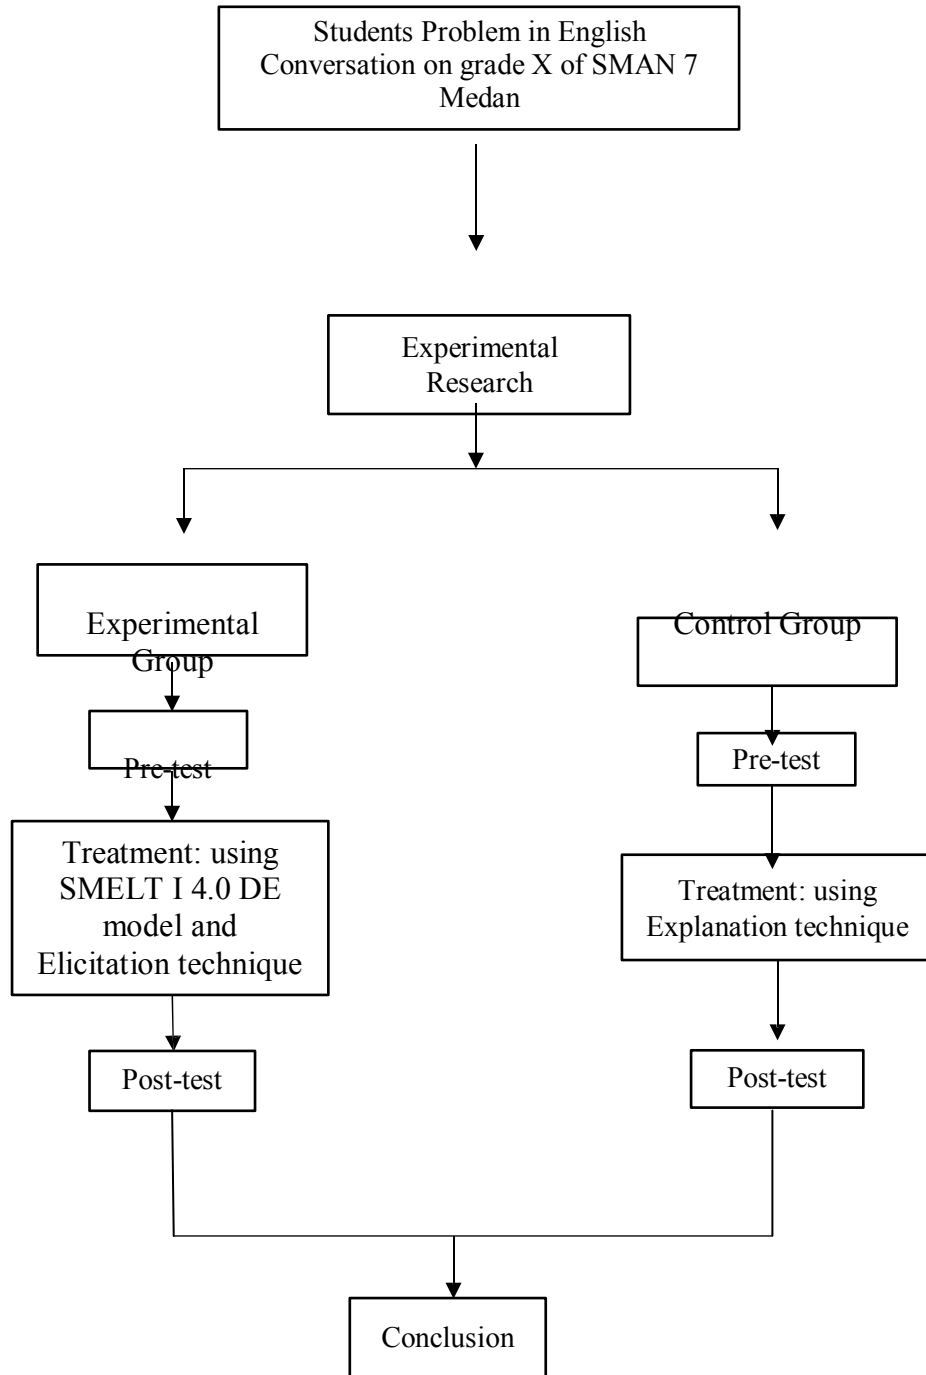 Students Problem in English
Conversation on grade X of SMAN 7
Medan
Experimental
Research
Experimental
Group
Control Group
Pre-test
Pre-test
Treatment: using
SMELT I 4.0 DE
model and
Elicitation technique
Treatment: using
Explanation technique
Post-test
Post-test
Conclusion